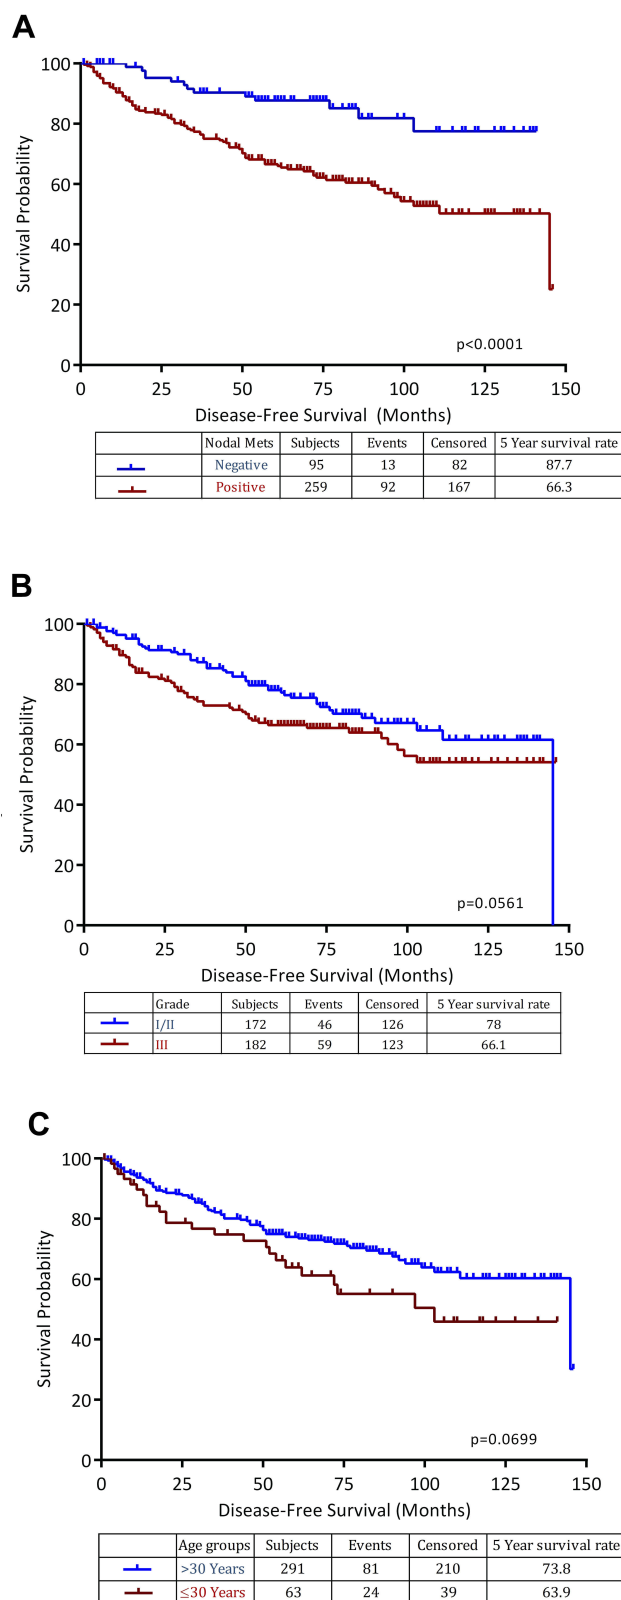 A
100
80
60
40
20
0
Survival Probability
p<0.0001
0 25 50 75 100 125 150
Disease-Free Survival (Months)
Nodal Mets Subjects Events Censored 5 Year survival rate
Negative 95 13 82 87.7
Positive 259 92 167 66.3
B
100
80
60
40
20
0
Survival Probability
p=0.0561
0 25 50 75 100 125 150
Disease-Free Survival (Months)
Grade Subjects Events Censored 5 Year survival rate
I/II 172 46 126 78
III 182 59 123 66.1
C
100
80
60
40
20
0
Survival Probability
p=0.0699
0 25 50 75 100 125 150
Disease-Free Survival (Months)
Age groups Subjects Events Censored 5 Year survival rate
>30 Years 291 81 210 73.8
≤30 Years 63 24 39 63.9